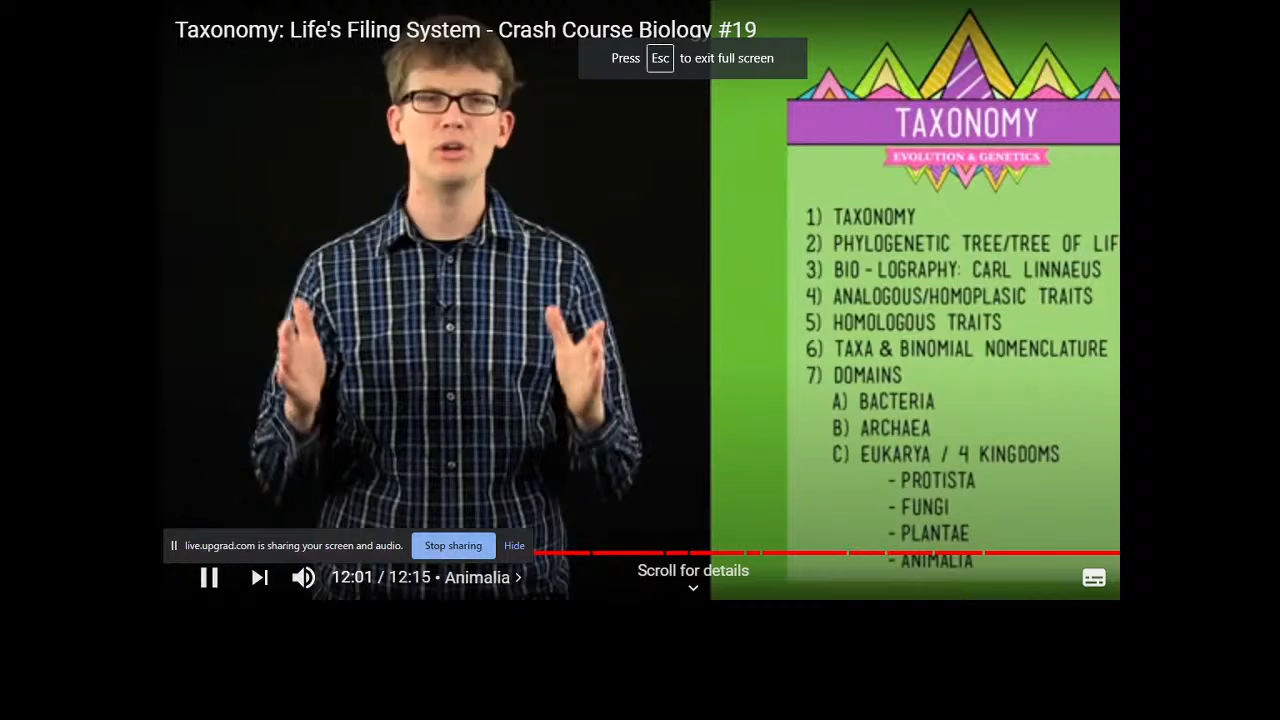 Taxonomy: Life's Filing System - Crash Course Biology #19
Press Esc to exit full screen
TAXONOMY
EVOLUTION & GENETICS
1) TAXONOMY
2) PHYLOGENETIC TREE/TREE OF LIF
3) BIO - LOGRAPHY: CARL LINNAEUS
4) ANALOGOUS/HOMOPLASIC TRAITS
5) HOMOLOGOUS TRAITS
6) TAXA & BINOMIAL NOMENCLATURE
7) DOMAINS
A) BACTERIA
B) ARCHAEA
C) EUKARYA / 4 KINGDOMS
- PROTISTA
- FUNGI
- PLANTAE
- ANIMALIA
live.upgrad.com is sharing your screen and audio. Stop sharing Hide
12:01 / 12:15 • Animalia >
Scroll for details